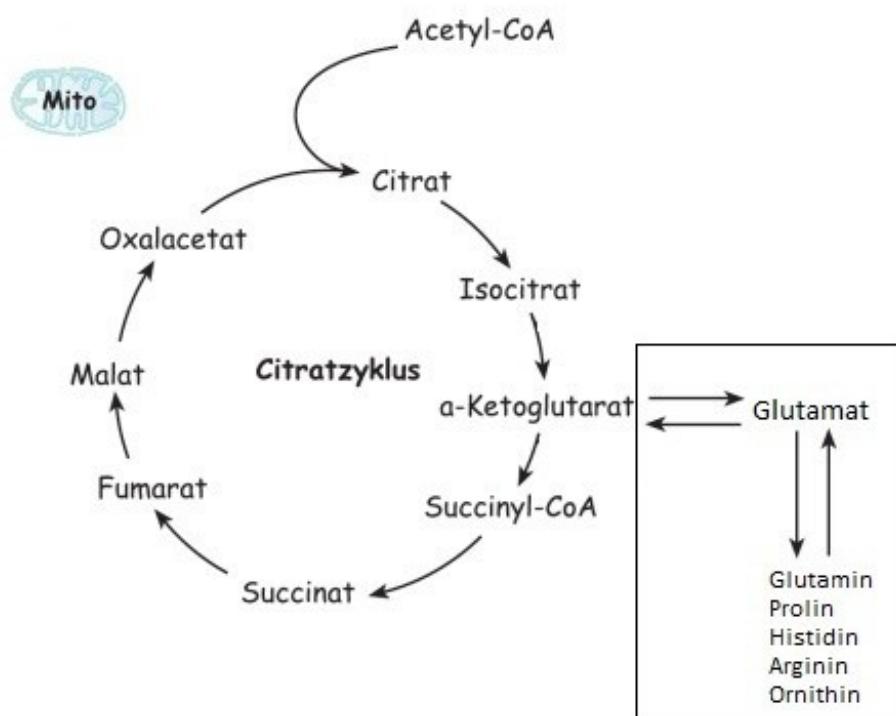 Acetyl-CoA
Mito
Citrat
Oxalacetat
Isocitrat
Citratzyklus
Malat
a-Ketoglutarat
Glutamat
Fumarat
Succinyl-CoA
Succinat
Glutamin
Prolin
Histidin
Arginin
Ornithin